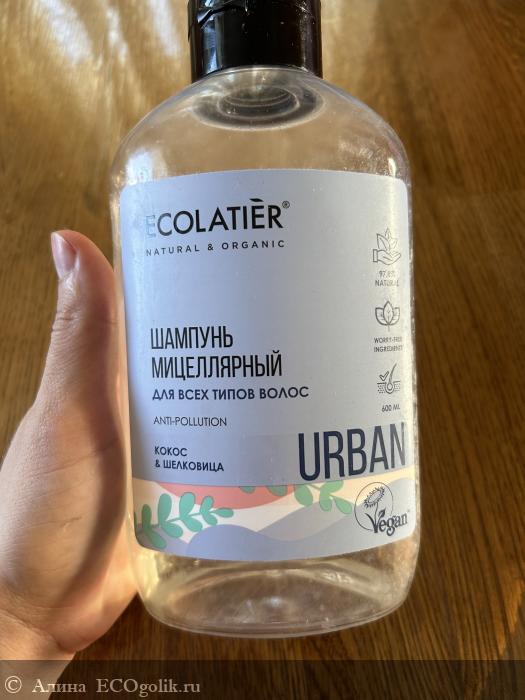 ECOLATIÈR®
NATURAL & ORGANIC
97,8%
NATURAL
WORRY-FREE
INGREDIENTS
600 ML
ШАМПУНЬ
МИЦЕЛЛЯРНЫЙ
ДЛЯ ВСЕХ ТИПОВ ВОЛОС
ANTI-POLLUTION
КОКОС
& ШЕЛКОВИЦА
URBAN
Vegan™
© Алина ECOgolik.ru